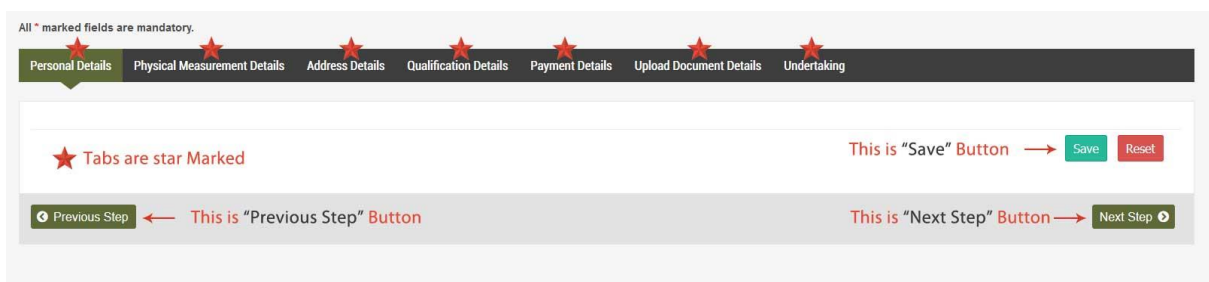 All * marked fields are mandatory.
Personal Details Physical Measurement Details Address Details Qualification Details Payment Details Upload Document Details Undertaking
Tabs are star Marked
This is "Save" Button Save Reset
Previous Step This is "Previous Step" Button This is "Next Step" Button Next Step